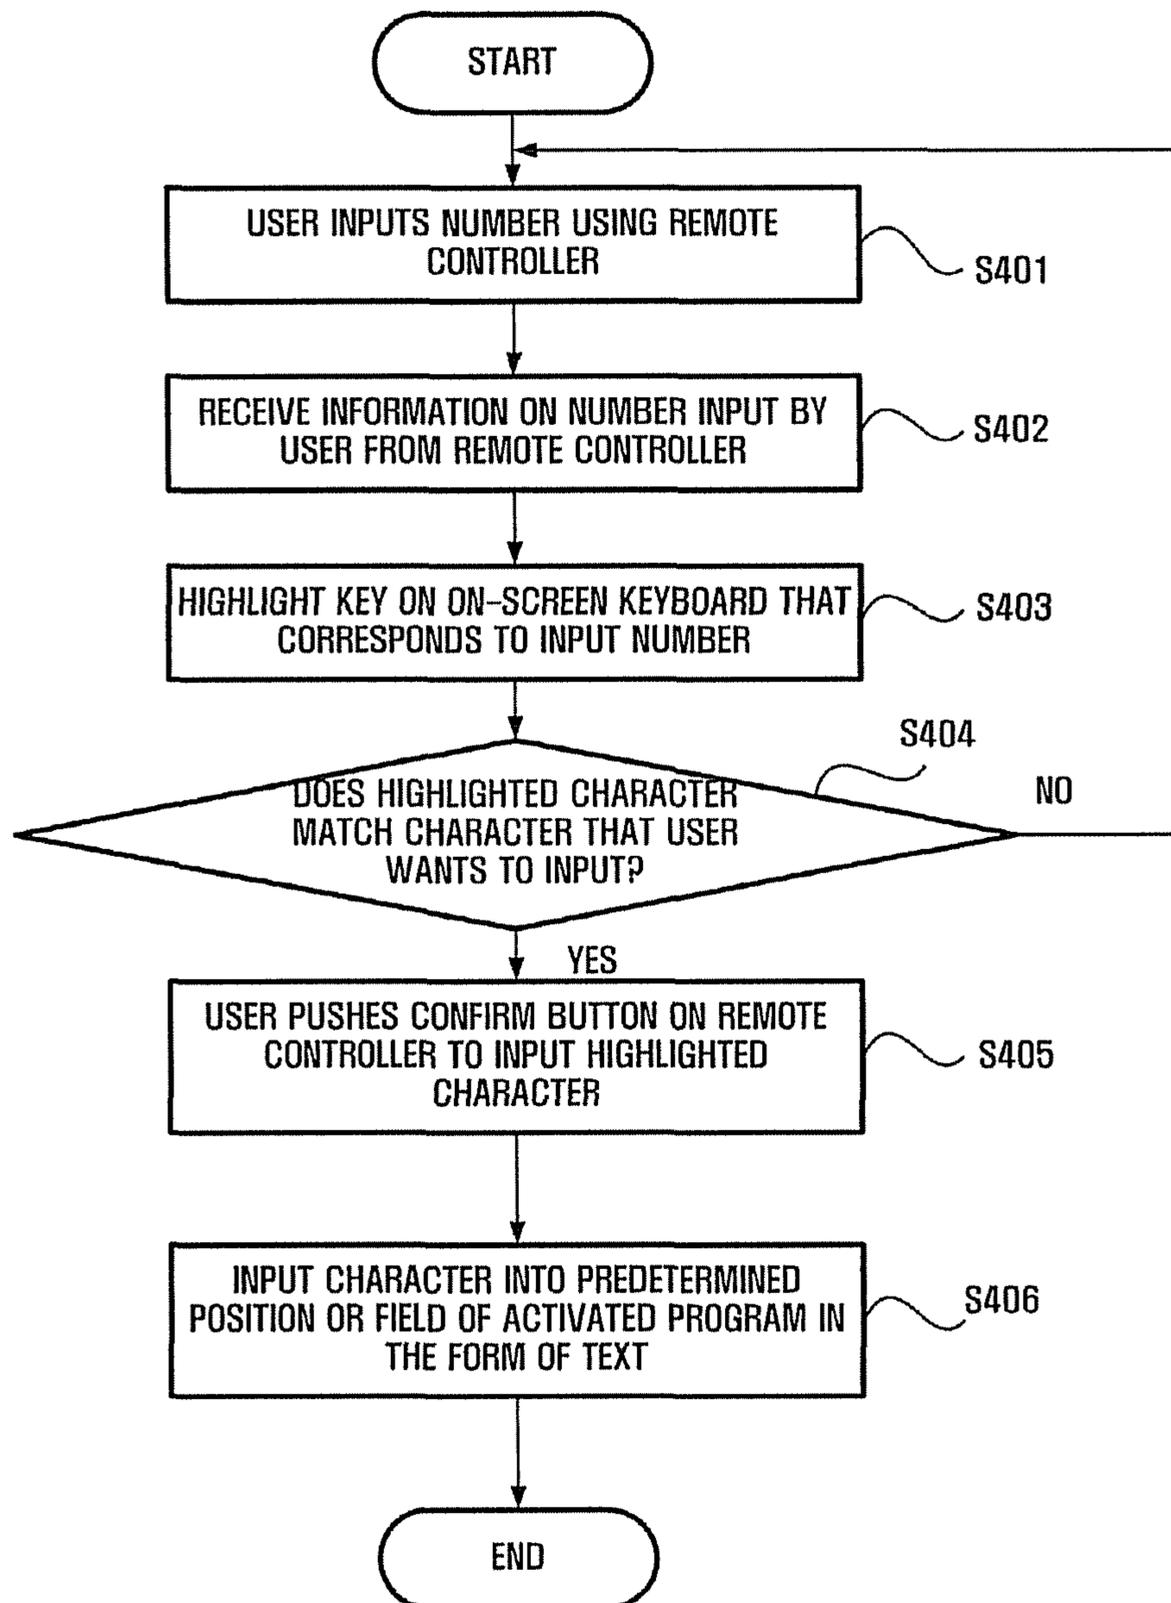 START
USER INPUTS NUMBER USING REMOTE
CONTROLLER
S401
RECEIVE INFORMATION ON NUMBER INPUT BY
USER FROM REMOTE CONTROLLER
S402
HIGHLIGHT KEY ON ON-SCREEN KEYBOARD THAT
CORRESPONDS TO INPUT NUMBER
S403
S404
DOES HIGHLIGHTED CHARACTER
MATCH CHARACTER THAT USER
WANTS TO INPUT?
NO
YES
USER PUSHES CONFIRM BUTTON ON REMOTE
CONTROLLER TO INPUT HIGHLIGHTED
CHARACTER
S405
INPUT CHARACTER INTO PREDETERMINED
POSITION OR FIELD OF ACTIVATED PROGRAM IN
THE FORM OF TEXT
S406
END